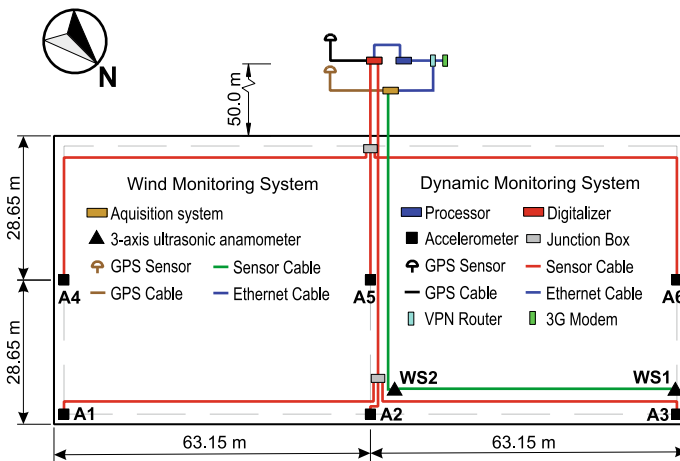 N
50.0 m
28.65 m
28.65 m
Wind Monitoring System
Aquisition system
3-axis ultrasonic anamometer
GPS Sensor
Sensor Cable
GPS Cable
Ethernet Cable
Dynamic Monitoring System
Processor
Digitalizer
Accelerometer
Junction Box
GPS Sensor
Sensor Cable
GPS Cable
Ethernet Cable
VPN Router
3G Modem
A4
A5
A6
WS2
WS1
A1
A2
A3
63.15 m
63.15 m